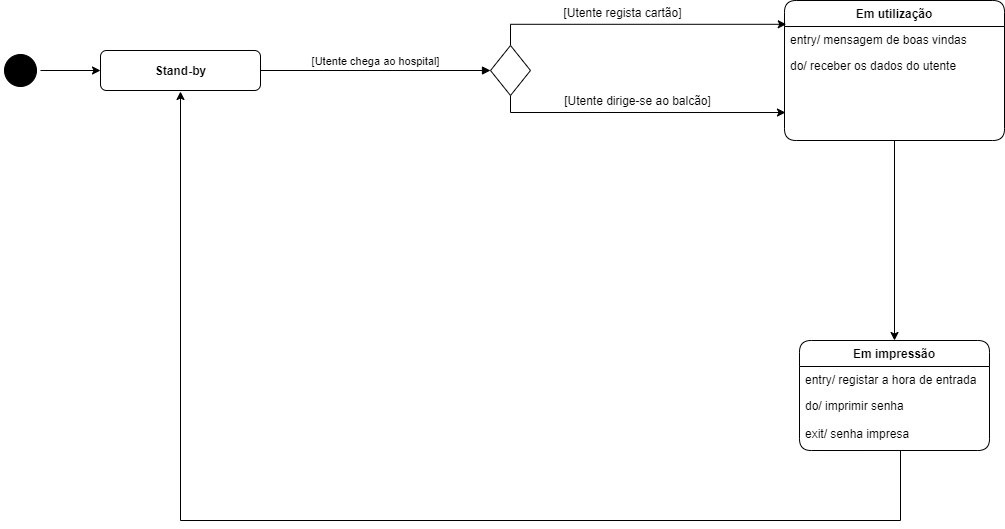 Stand-by
[Utente chega ao hospital]
[Utente regista cartão]
[Utente dirige-se ao balcão]
Em utilização
entry/ mensagem de boas vindas
do/ receber os dados do utente
Em impressão
entry/ registar a hora de entrada
do/ imprimir senha
exit/ senha impresa